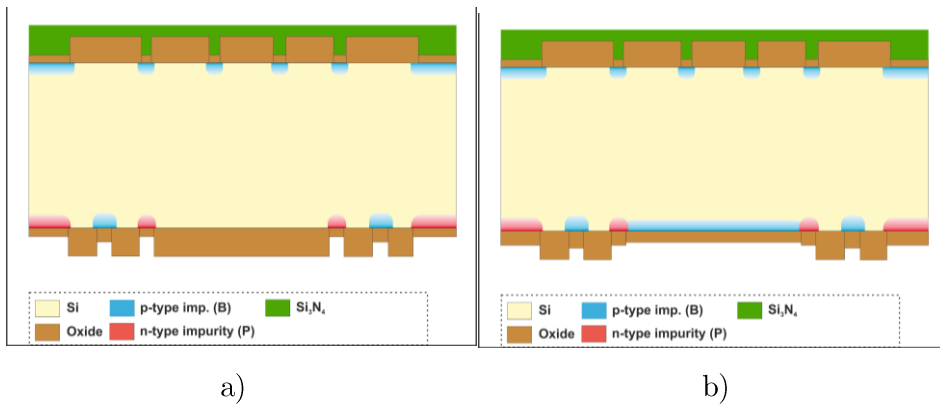 Si p-type imp. (B) Si₃N₄
Oxide n-type impurity (P)
Si p-type imp. (B) Si₃N₄
Oxide n-type impurity (P)
a) b)